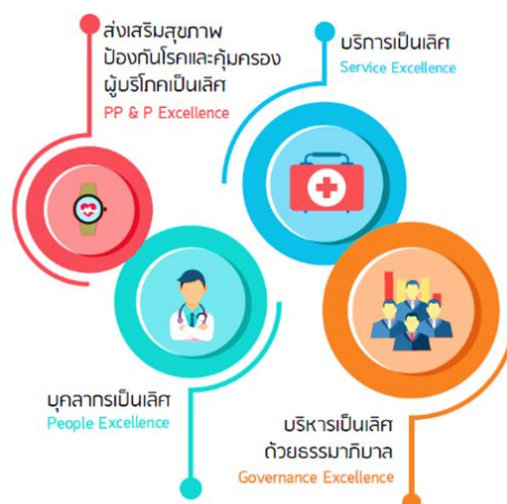 ส่งเสริมสุขภาพ
ป้องกันโรคและคุ้มครอง
ผู้บริโภคเป็นเลิศ
PP & P Excellence
บริการเป็นเลิศ
Service Excellence
บุคลากรเป็นเลิศ
People Excellence
บริหารเป็นเลิศ
ด้วยธรรมาภิบาล
Governance Excellence